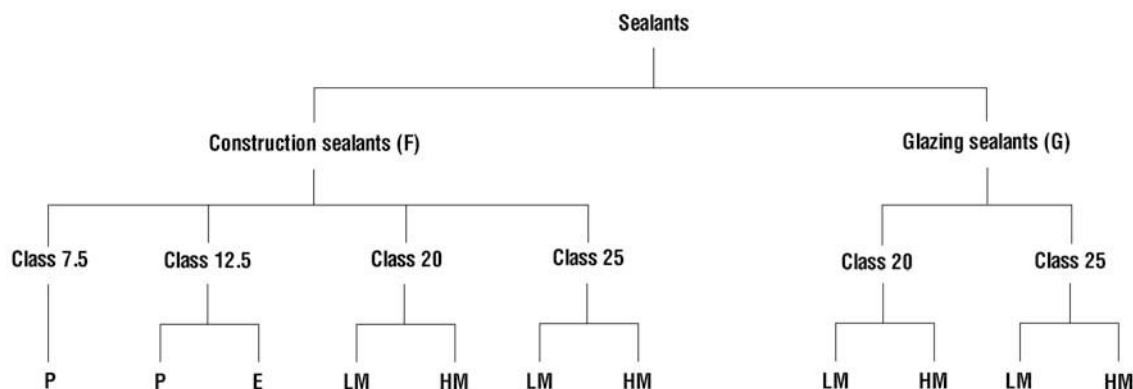 Sealants
Construction sealants (F) Glazing sealants (G)
Class 7.5 Class 12.5 Class 20 Class 25 Class 20 Class 25
P P E LM HM LM HM LM HM LM HM